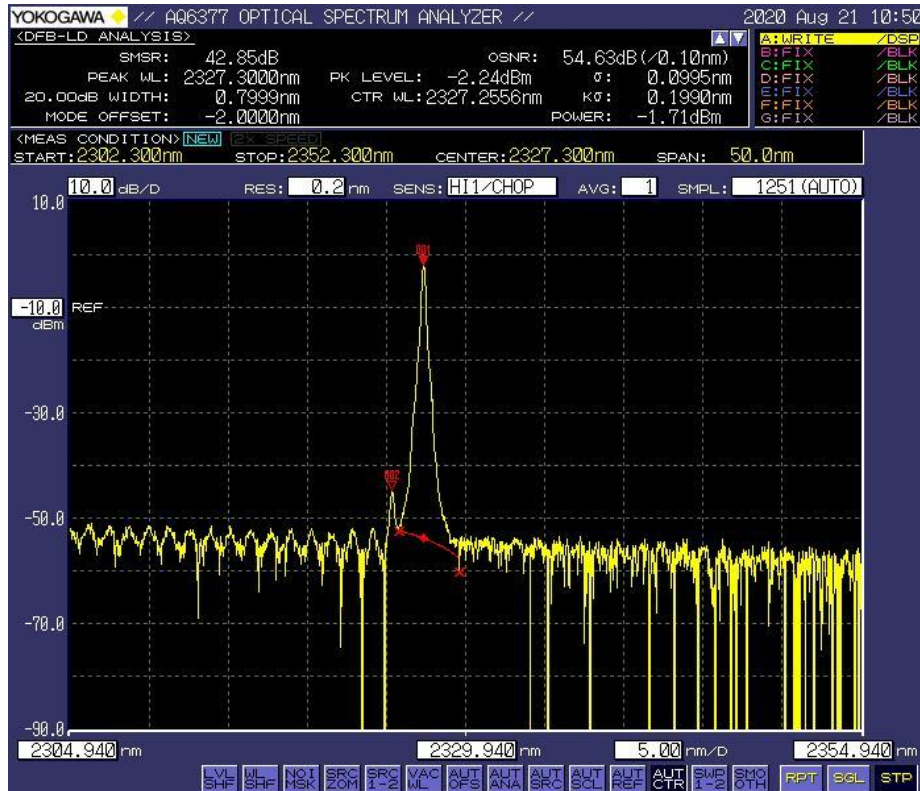 YOKOGAWA // AQ6377 OPTICAL SPECTRUM ANALYZER // 2020 Aug 21 10:50
<DFB-LD ANALYSIS>
SMSR: 42.85dB OSNR: 54.63dB(/0.10nm)
PEAK WL: 2327.3000nm PK LEVEL: -2.24dBm σ: 0.0995nm
20.00dB WIDTH: 0.7999nm CTR WL:2327.2556nm Kσ: 0.1990nm
MODE OFFSET: -2.0000nm POWER: -1.71dBm
A:WRITE /DSP
B:FIX /BLK
C:FIX /BLK
D:FIX /BLK
E:FIX /BLK
F:FIX /BLK
G:FIX /BLK
<MEAS CONDITION> NEW 2× SPEED
START:2302.300nm STOP:2352.300nm CENTER:2327.300nm SPAN: 50.0nm
10.0 dB/D RES: 0.2 nm SENS: HI1/CHOP AVG: 1 SMPL: 1251(AUTO)
10.0
001
-10.0 REF
dBm
-30.0
002
-50.0
-70.0
-90.0
2304.940 nm 2329.940 nm 5.00 nm/D 2354.940 nm
LVL SHF WL SHF NOI MSK SRC ZOM SRC 1-2 VAC WL AUT OFS AUT ANA AUT SRC AUT SCL AUT REF AUT CTR SWP 1-2 SMO OTH RPT SGL STP